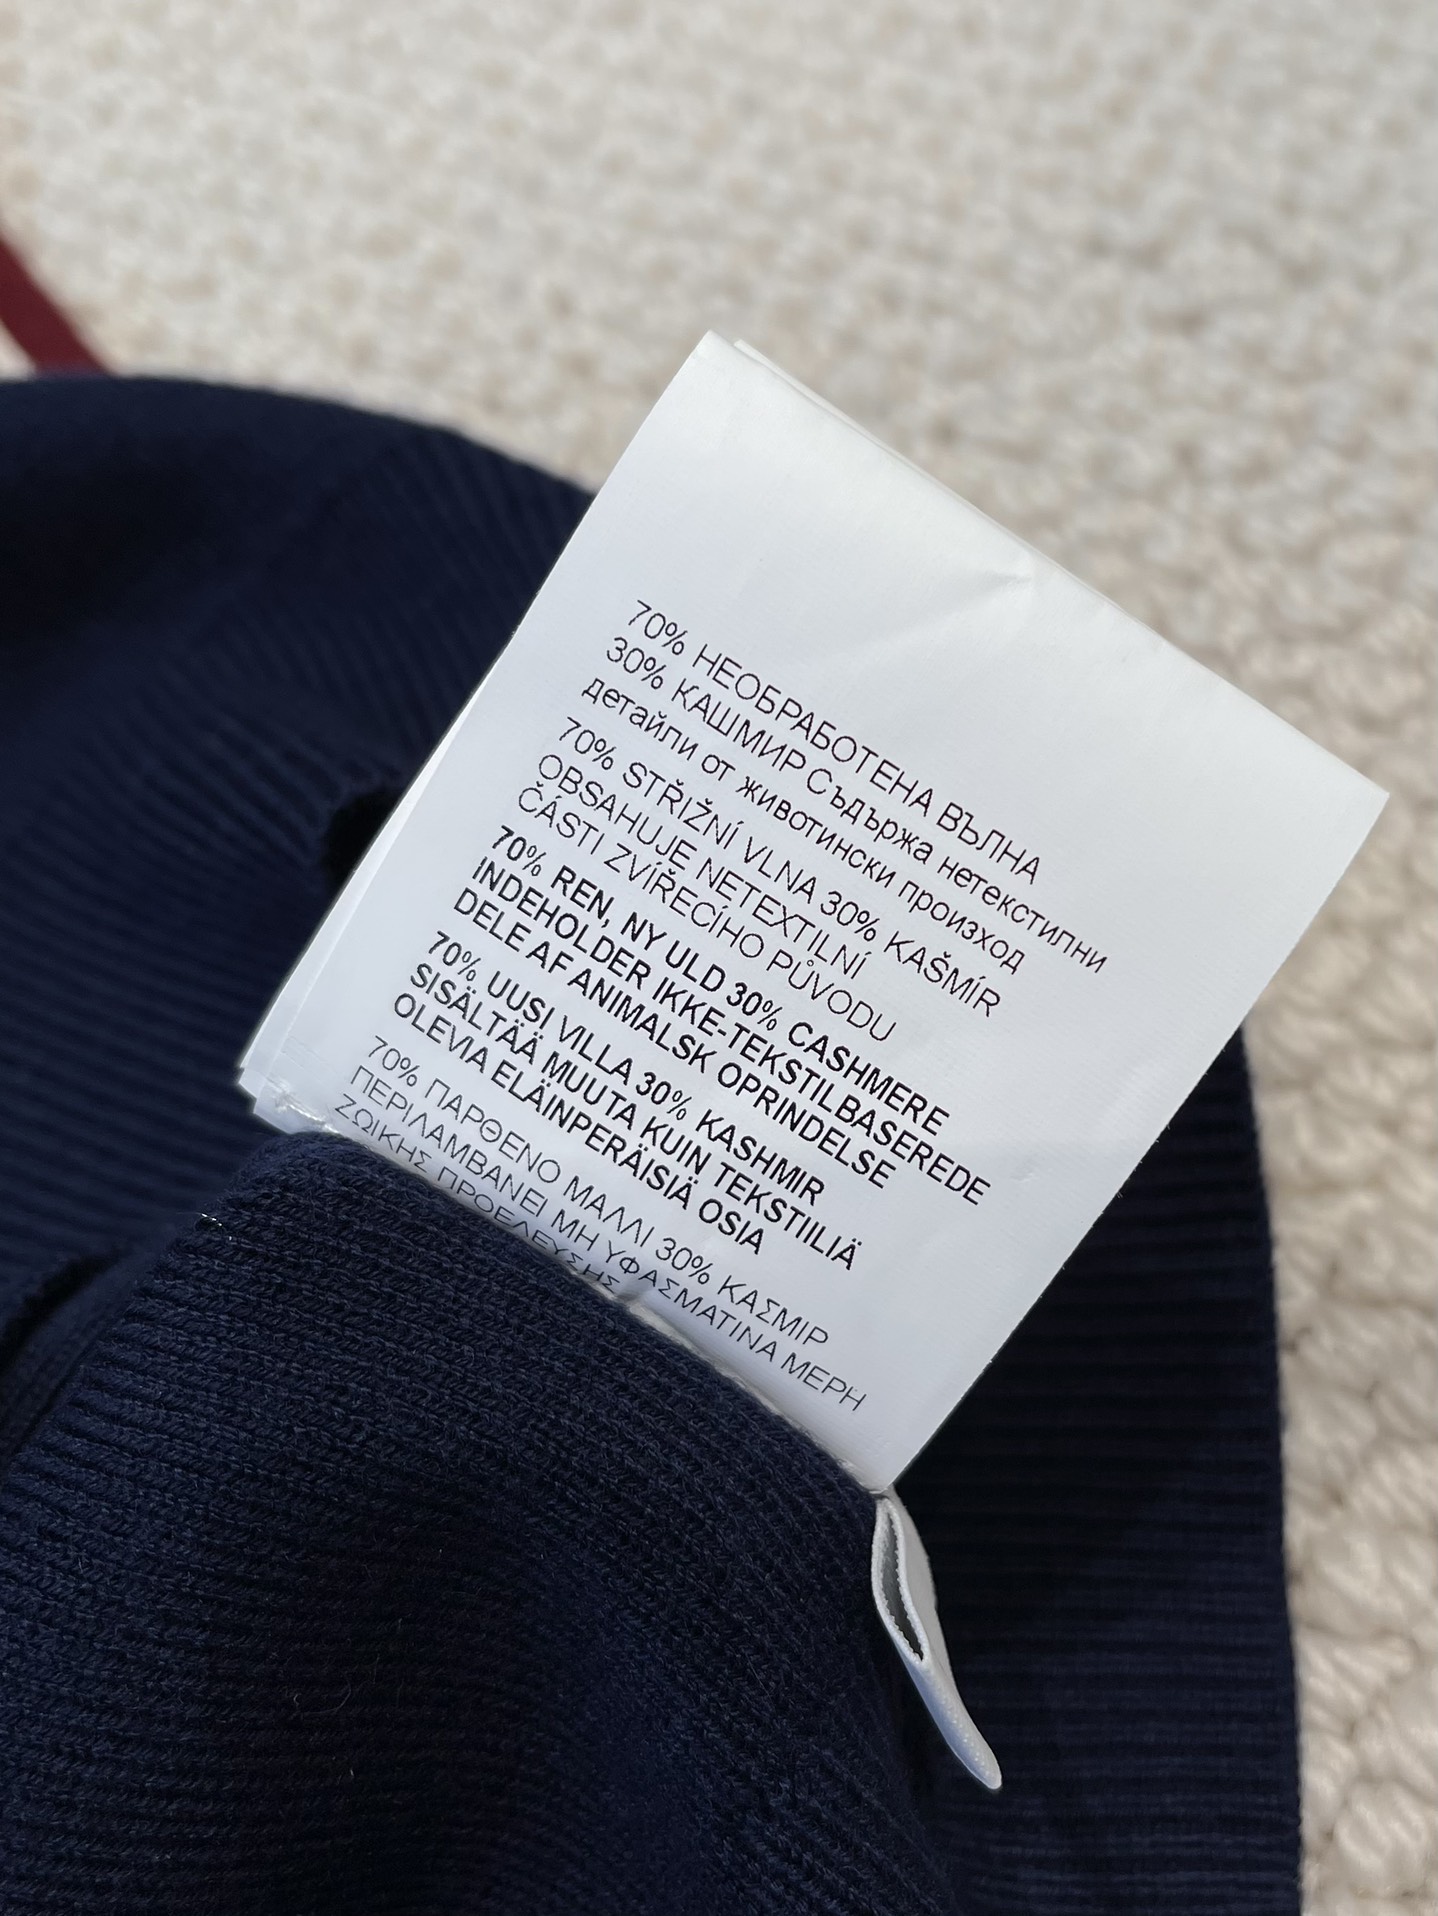 70% НЕОБРАБОТЕНА ВЪЛНА
30% КАШМИР Съдържа нетекстилни
детайли от животински произход
70% STŘIŽNÍ VLNA 30% KAŠMÍR
OBSAHUJE NETEXTILNÍ
ČÁSTI ZVÍŘECÍHO PŮVODU
70% REN, NY ULD 30% CASHMERE
INDEHOLDER IKKE-TEKSTILBASEREDE
DELE AF ANIMALSK OPRINDELSE
70% UUSI VILLA 30% KASHMIR
SISÄLTÄÄ MUUTA KUIN TEKSTIILIÄ
OLEVIA ELÄINPERÄISIÄ OSIA
70% ΠΑΡΘΕΝΟ ΜΑΛΛΙ 30% ΚΑΣΜΙΡ
ΠΕΡΙΛΑΜΒΑΝΕΙ ΜΗ ΥΦΑΣΜΑΤΙΝΑ ΜΕΡΗ
ΖΩΙΚΗΣ ΠΡΟΕΛΕΥΣΗΣ